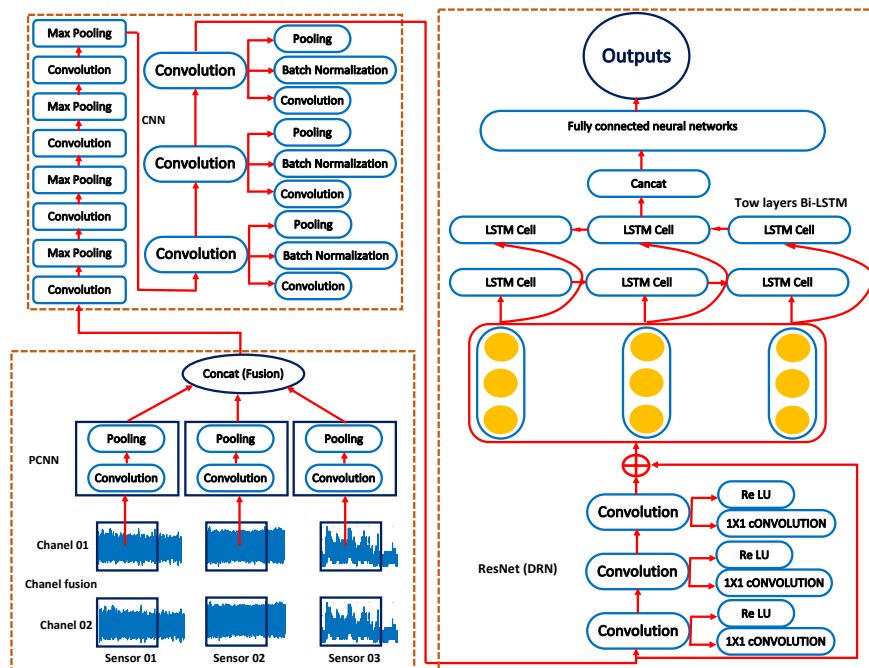 Max Pooling
Convolution
Max Pooling
Convolution
Max Pooling
Convolution
Max Pooling
Convolution
CNN
Convolution
Pooling
Batch Normalization
Convolution
Convolution
Pooling
Batch Normalization
Convolution
Convolution
Pooling
Batch Normalization
Convolution
Concat (Fusion)
PCNN
Pooling
Convolution
Pooling
Convolution
Pooling
Convolution
Chanel 01
Chanel fusion
Chanel 02
Sensor 01
Sensor 02
Sensor 03
Outputs
Fully connected neural networks
Cancat
Tow layers Bi-LSTM
LSTM Cell
LSTM Cell
LSTM Cell
LSTM Cell
LSTM Cell
LSTM Cell
ResNet (DRN)
Convolution
Re LU
1X1 cONVOLUTION
Convolution
Re LU
1X1 cONVOLUTION
Convolution
Re LU
1X1 cONVOLUTION